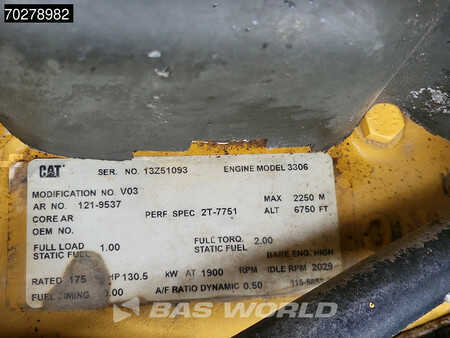 70278982
CAT SER. NO. 13Z51093 ENGINE MODEL 3306
MODIFICATION NO. V03
AR NO. 121-9537 PERF SPEC 2T-7751 MAX 2250 M
CORE AR ALT 6750 FT
OEM NO.
FULL LOAD STATIC FUEL 1.00 FULL TORQ. STATIC FUEL 2.00
BARE ENG. HIGH
RATED 175 HP 130.5 kW AT 1900 RPM IDLE RPM 2029
FUEL TIMING A/F RATIO DYNAMIC 0.50
BAS WORLD